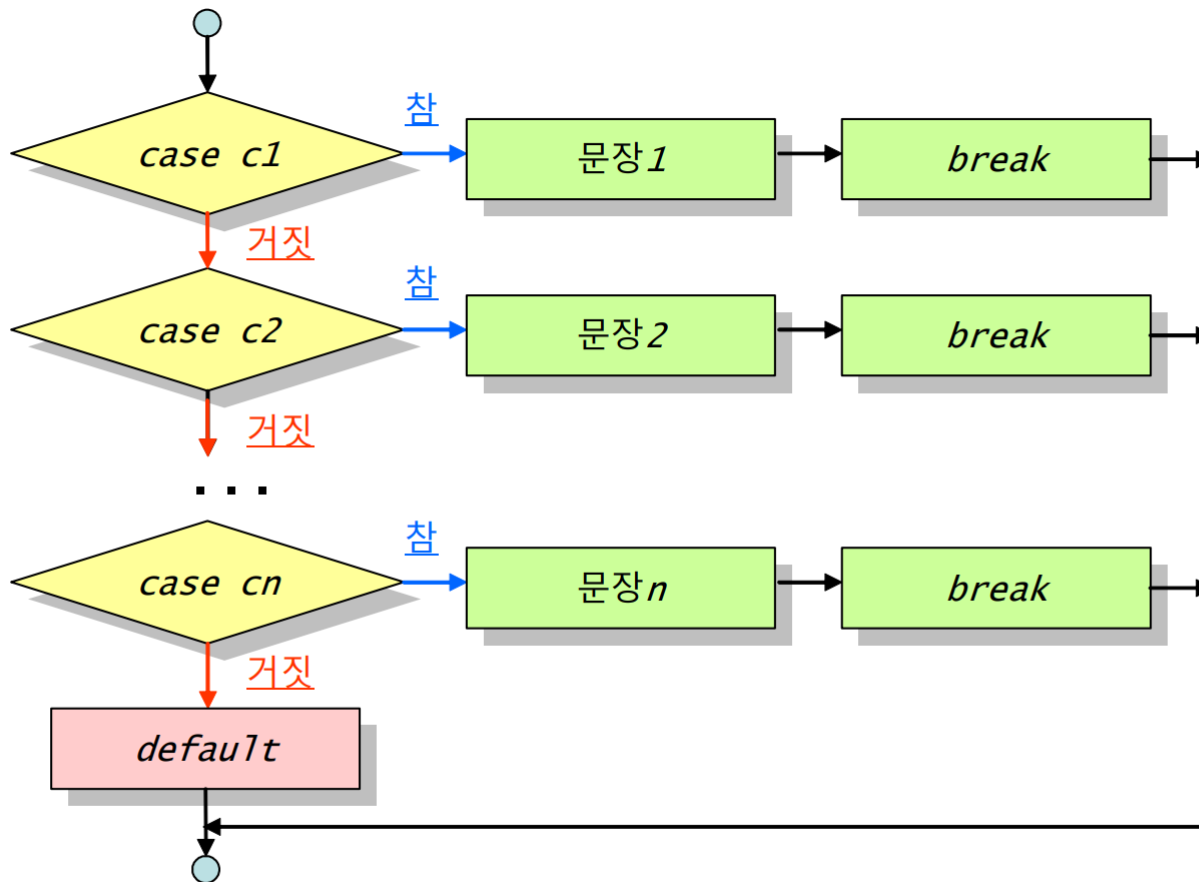 참
case c1
문장1
break
거짓
참
case c2
문장2
break
거짓
...
참
case cn
문장n
break
거짓
default